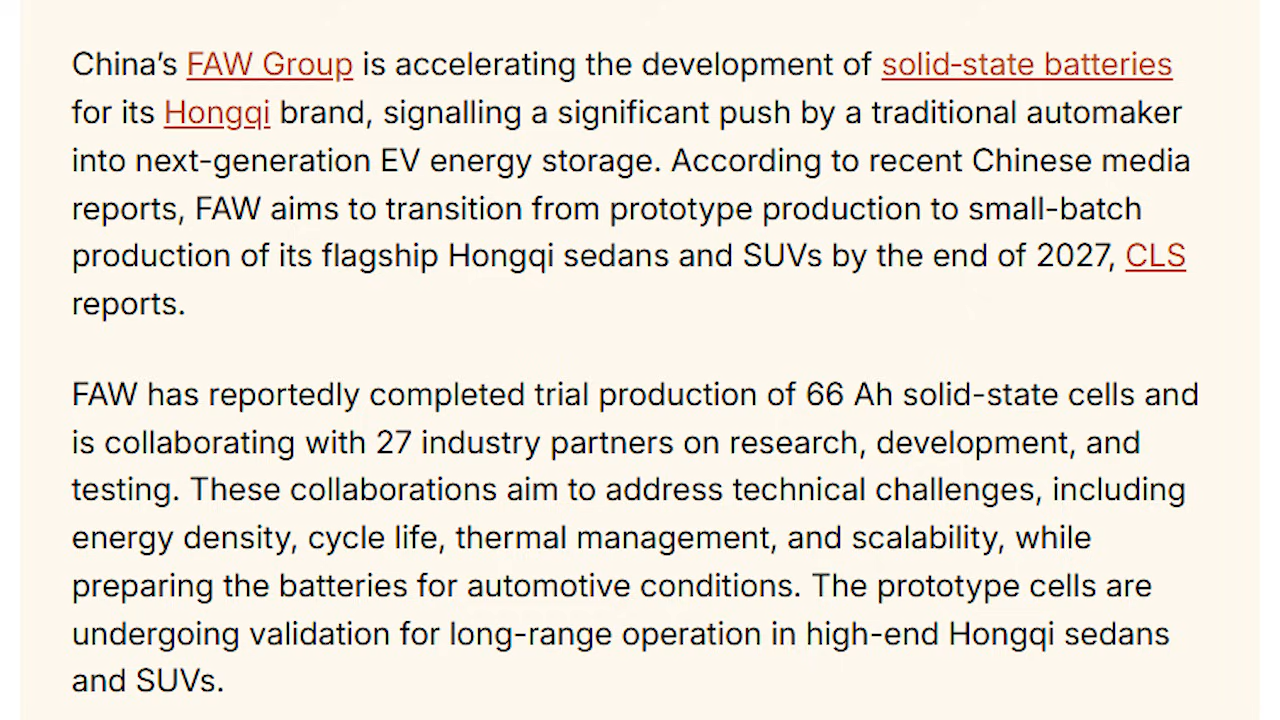 China’s FAW Group is accelerating the development of solid-state batteries
for its Hongqi brand, signalling a significant push by a traditional automaker
into next-generation EV energy storage. According to recent Chinese media
reports, FAW aims to transition from prototype production to small-batch
production of its flagship Hongqi sedans and SUVs by the end of 2027, CLS
reports.
FAW has reportedly completed trial production of 66 Ah solid-state cells and
is collaborating with 27 industry partners on research, development, and
testing. These collaborations aim to address technical challenges, including
energy density, cycle life, thermal management, and scalability, while
preparing the batteries for automotive conditions. The prototype cells are
undergoing validation for long-range operation in high-end Hongqi sedans
and SUVs.